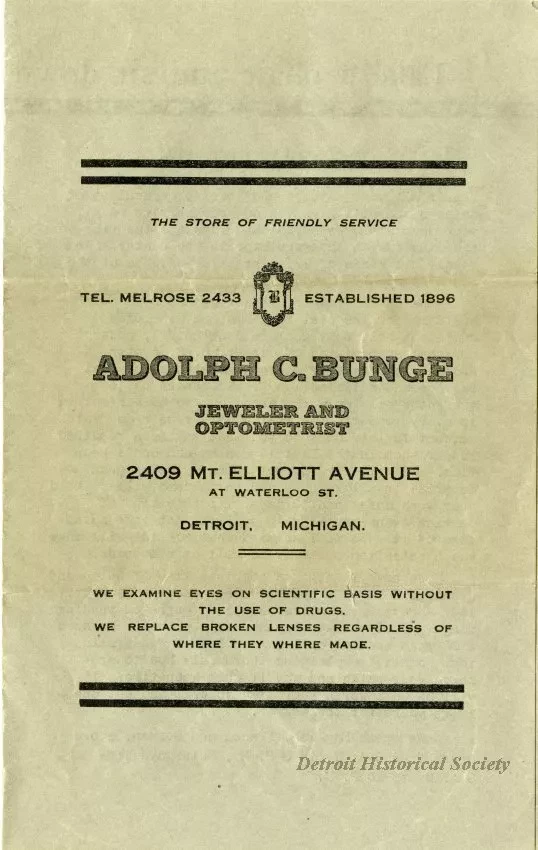 THE STORE OF FRIENDLY SERVICE
TEL. MELROSE 2433 B ESTABLISHED 1896
ADOLPH C. BUNGE
JEWELER AND
OPTOMETRIST
2409 MT. ELLIOTT AVENUE
AT WATERLOO ST.
DETROIT, MICHIGAN.
WE EXAMINE EYES ON SCIENTIFIC BASIS WITHOUT
THE USE OF DRUGS.
WE REPLACE BROKEN LENSES REGARDLESS OF
WHERE THEY WHERE MADE.
Detroit Historical Society